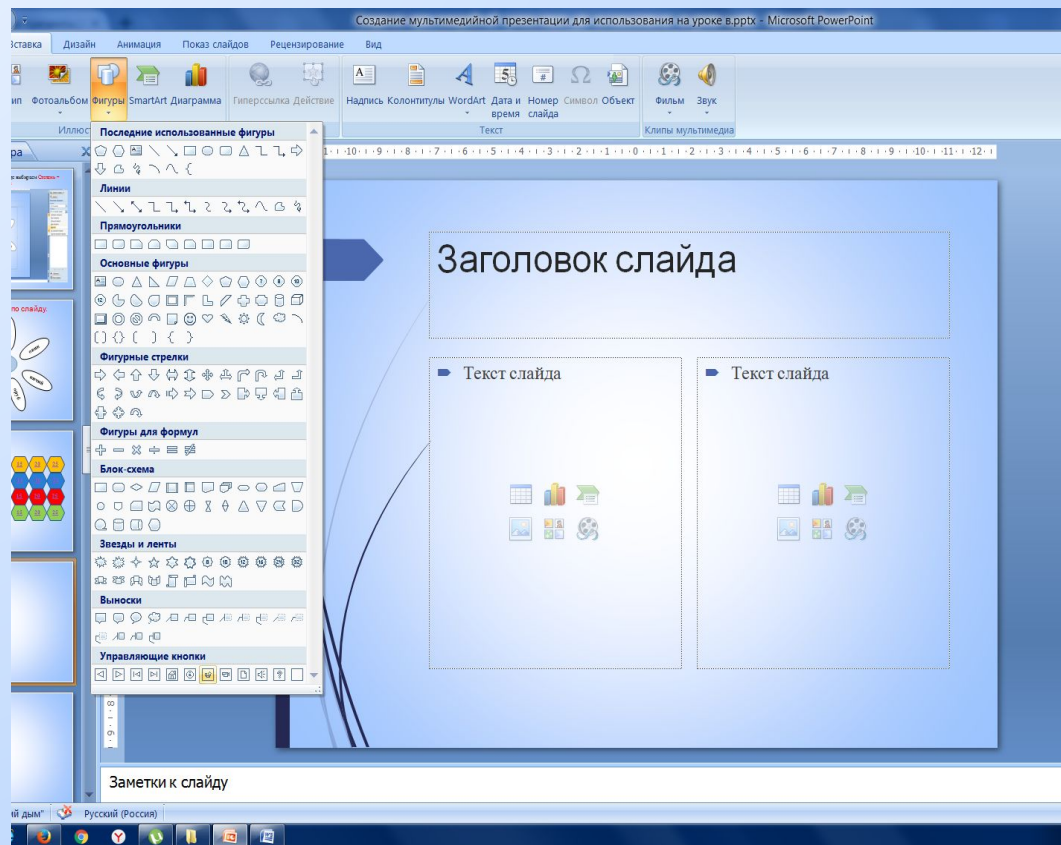 Создание мультимедийной презентации для использования на уроке в.pptx - Microsoft PowerPoint
Вставка Дизайн Анимация Показ слайдов Рецензирование Вид
Фотоальбом Фигуры SmartArt Диаграмма Гиперссылка Действие Надпись Колонтитулы WordArt Дата и время Номер слайда Символ Объект Фильм Звук
Текст Клипы мультимедиа
Последние использованные фигуры
Линии
Прямоугольники
Основные фигуры
Фигурные стрелки
Фигуры для формул
Блок-схема
Звезды и ленты
Выноски
Управляющие кнопки
Заголовок слайда
Текст слайда
Текст слайда
Заметки к слайду
дым" Русский (Россия)